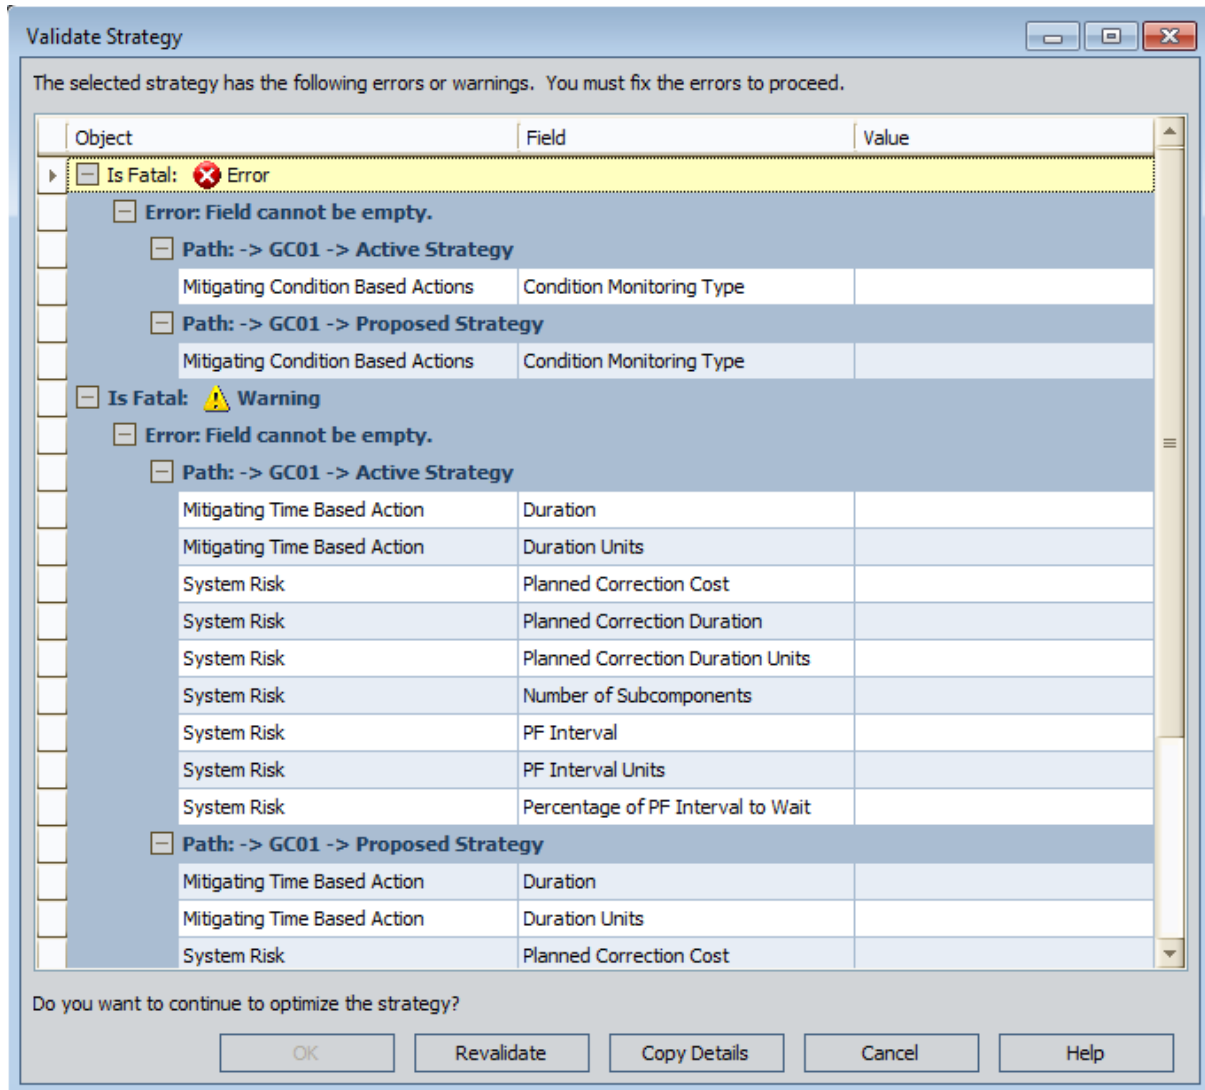 Validate Strategy
The selected strategy has the following errors or warnings. You must fix the errors to proceed.
Object Field Value
Is Fatal: Error
Error: Field cannot be empty.
Path: -> GC01 -> Active Strategy
Mitigating Condition Based Actions Condition Monitoring Type
Path: -> GC01 -> Proposed Strategy
Mitigating Condition Based Actions Condition Monitoring Type
Is Fatal: Warning
Error: Field cannot be empty.
Path: -> GC01 -> Active Strategy
Mitigating Time Based Action Duration
Mitigating Time Based Action Duration Units
System Risk Planned Correction Cost
System Risk Planned Correction Duration
System Risk Planned Correction Duration Units
System Risk Number of Subcomponents
System Risk PF Interval
System Risk PF Interval Units
System Risk Percentage of PF Interval to Wait
Path: -> GC01 -> Proposed Strategy
Mitigating Time Based Action Duration
Mitigating Time Based Action Duration Units
System Risk Planned Correction Cost
Do you want to continue to optimize the strategy?
OK Revalidate Copy Details Cancel Help